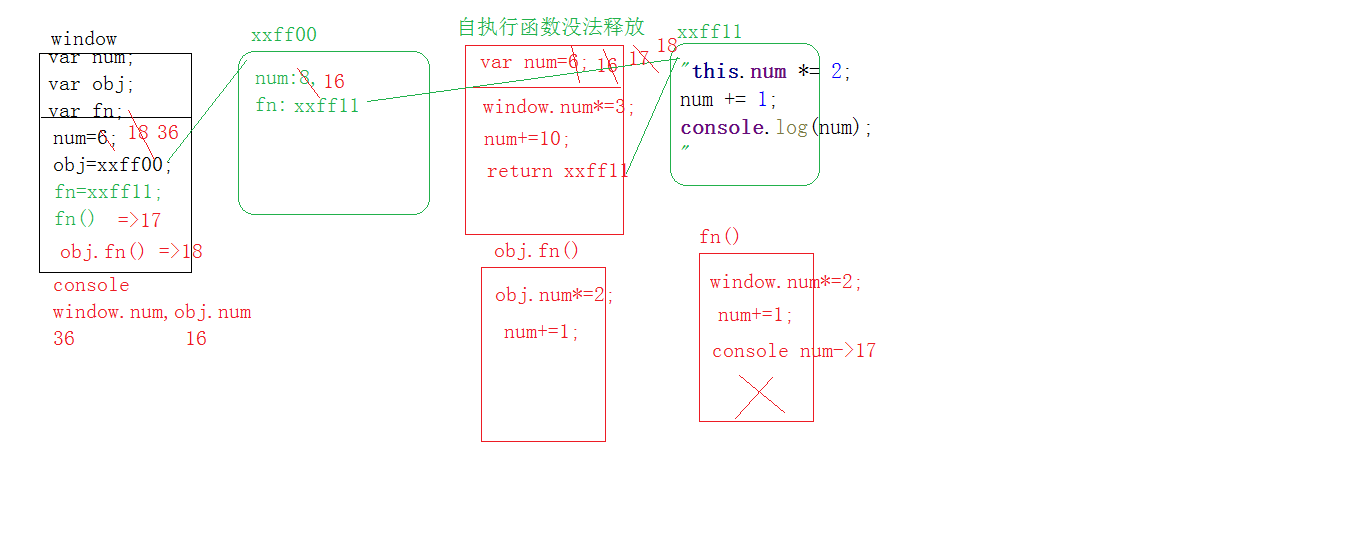 window
var num;
var obj;
var fn;
num=6; 18 36
obj=xxff00;
fn=xxff11;
fn() =>17
obj.fn() =>18
console
window.num,obj.num
36 16
xxff00
num:8, 16
fn: xxff11
自执行函数没法释放
var num=6; 16 17 18
window.num*=3;
num+=10;
return xxff11
xxff11
"this.num *= 2;
num += 1;
console.log(num);
"
obj.fn()
obj.num*=2;
num+=1;
fn()
window.num*=2;
num+=1;
console num->17